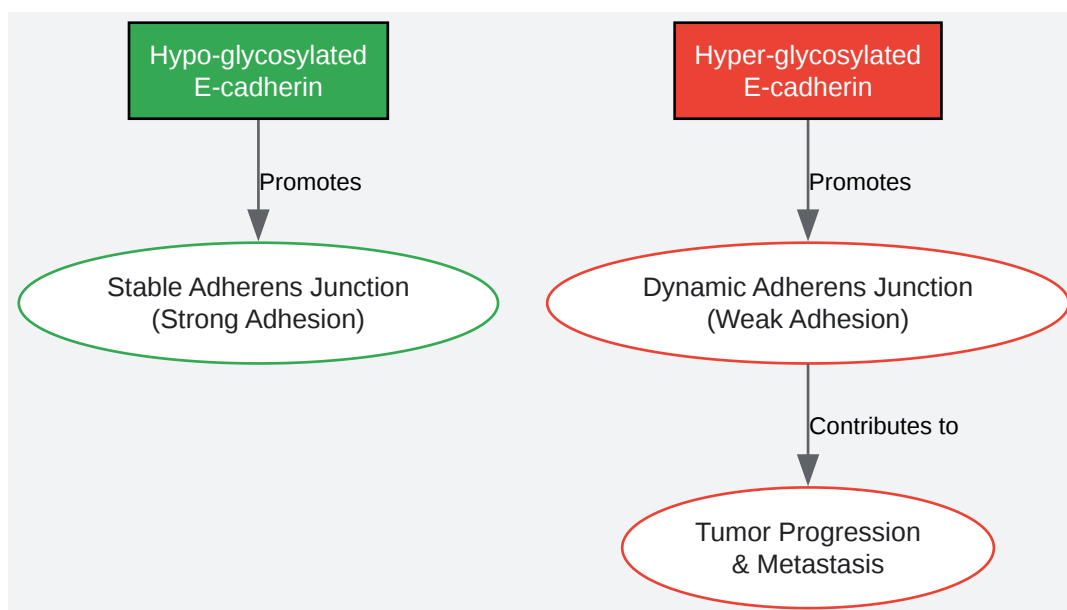 Hypo-glycosylated
E-cadherin
Promotes
Stable Adherens Junction
(Strong Adhesion)
Hyper-glycosylated
E-cadherin
Promotes
Dynamic Adherens Junction
(Weak Adhesion)
Contributes to
Tumor Progression
& Metastasis